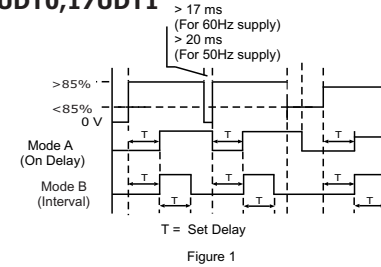 > 17 ms
(For 60Hz supply)
> 20 ms
(For 50Hz supply)
>85%
<85%
0 V
Mode A
(On Delay)
T
T
T
Mode B
(Interval)
T
T
T
T
T
T
T = Set Delay
Figure 1